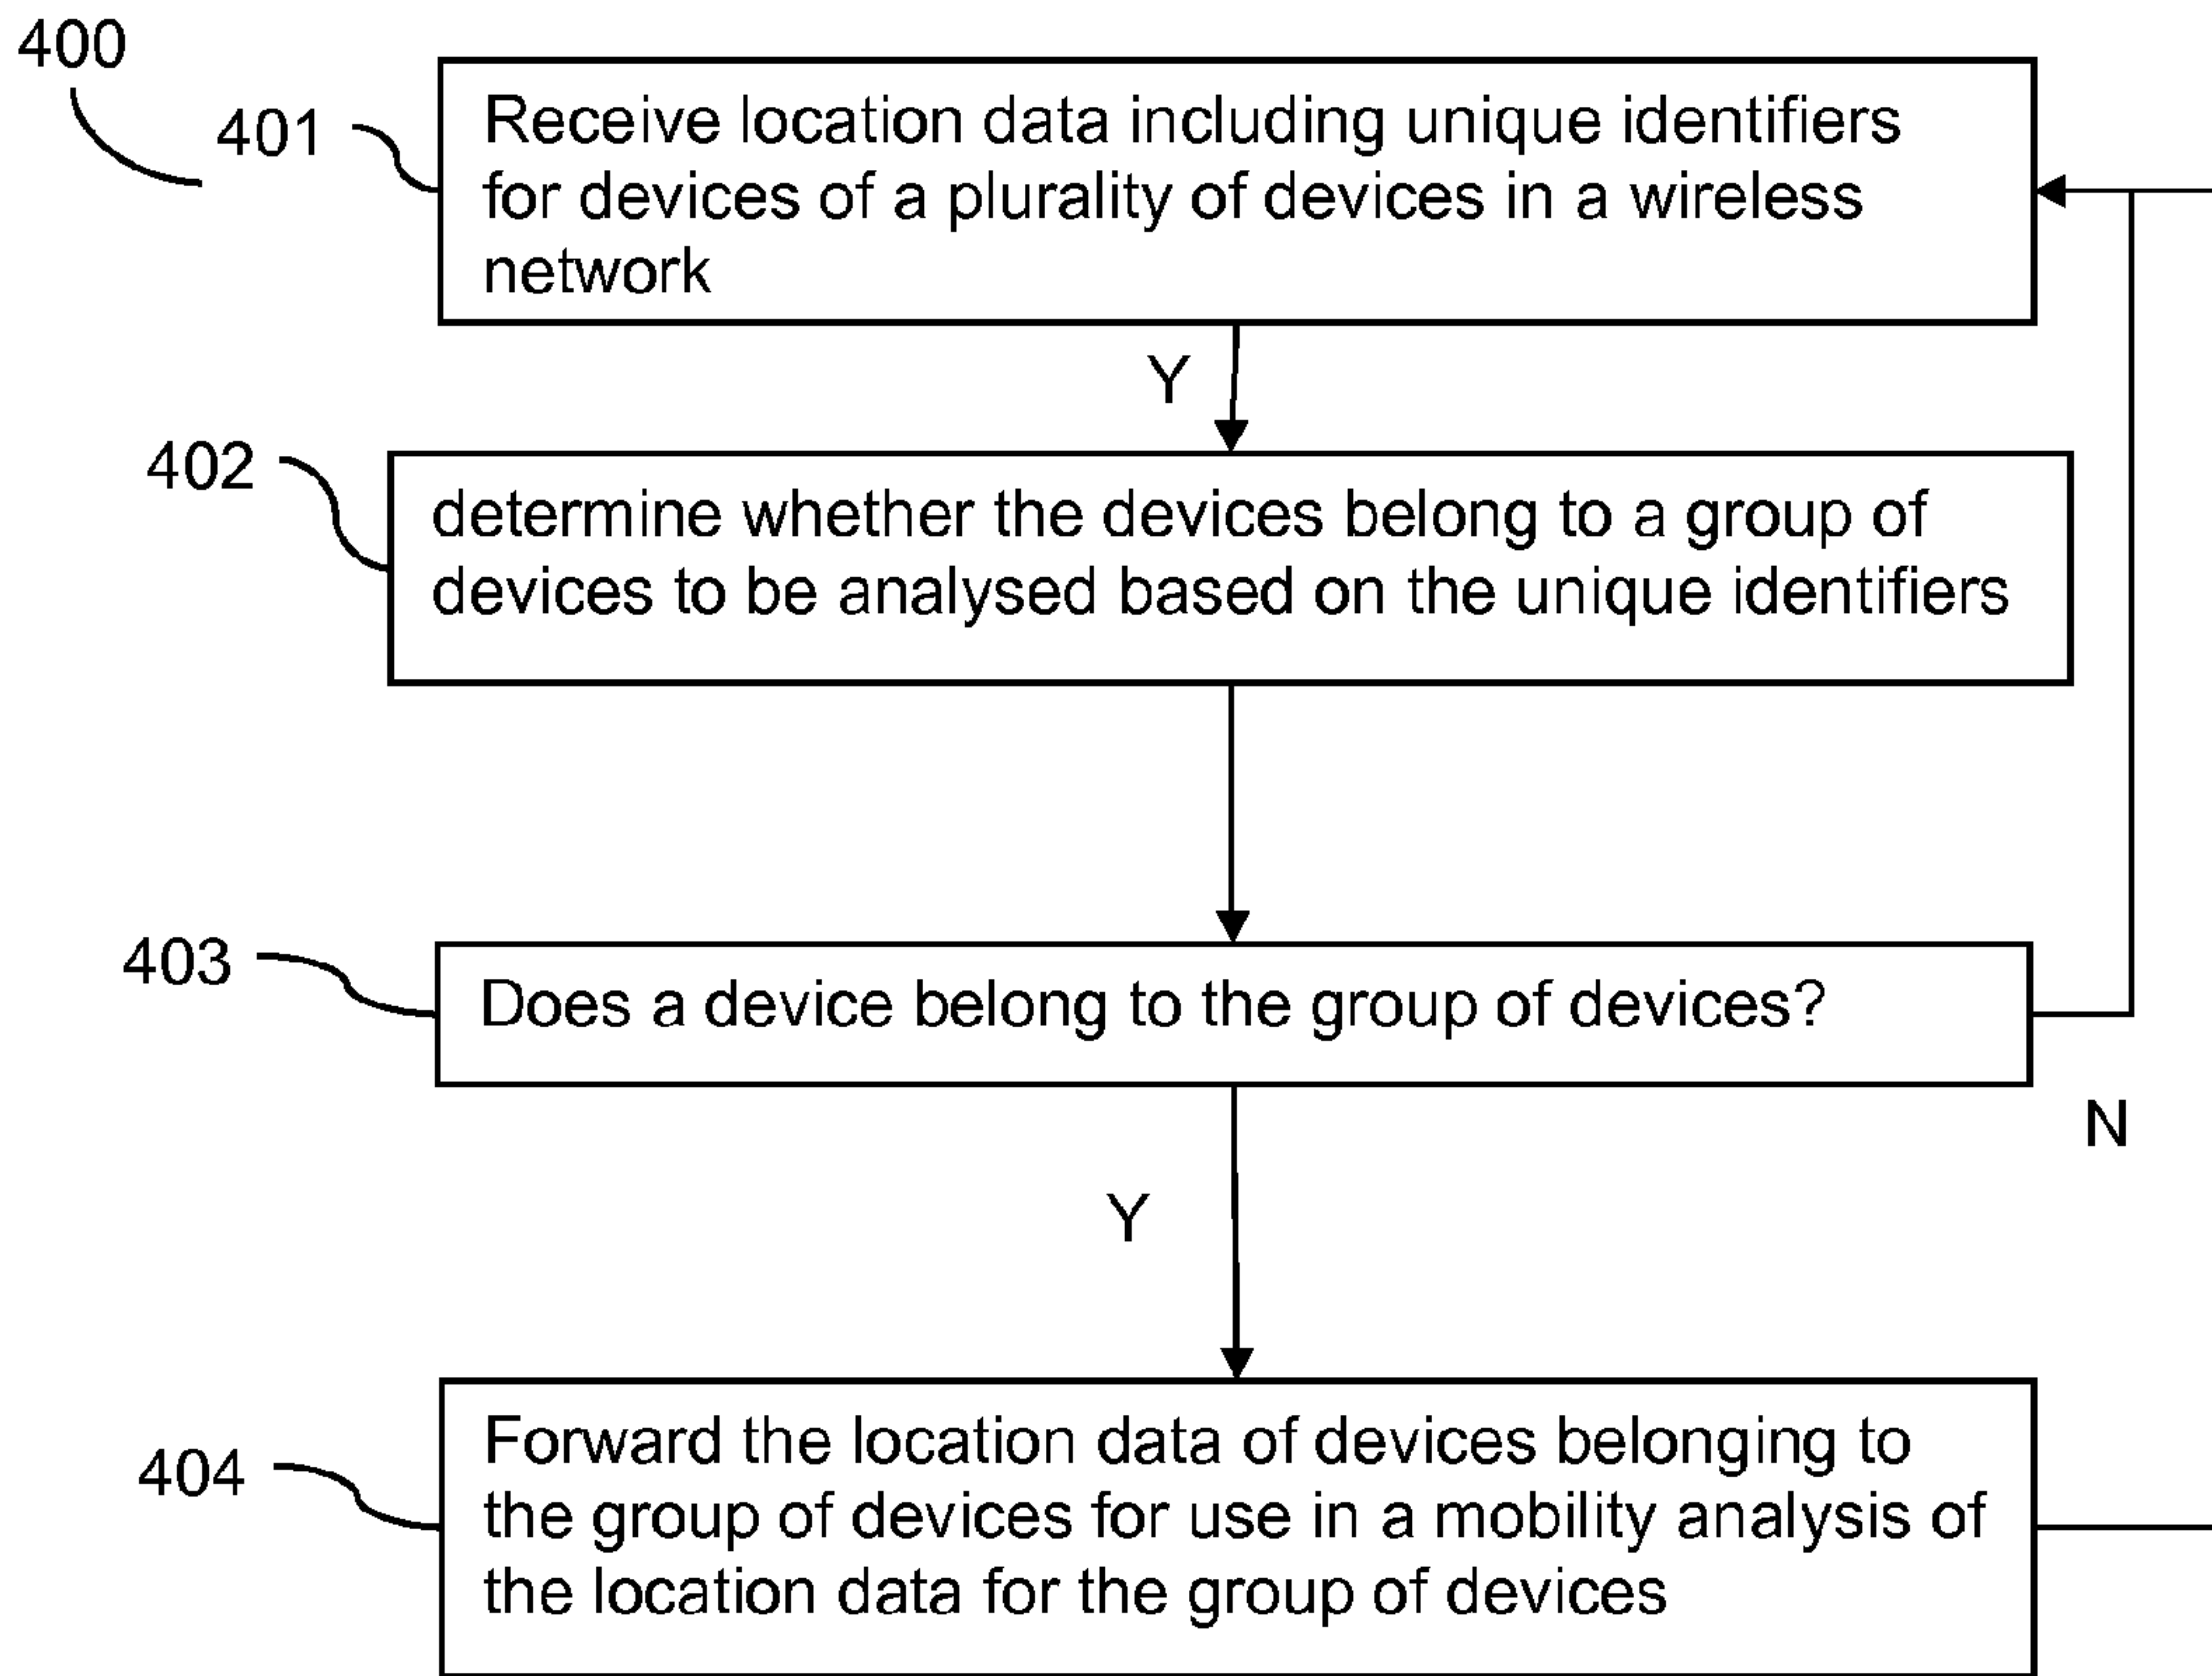 400
401
Receive location data including unique identifiers
for devices of a plurality of devices in a wireless
network
Y
402
determine whether the devices belong to a group of
devices to be analysed based on the unique identifiers
403
Does a device belong to the group of devices?
N
Y
404
Forward the location data of devices belonging to
the group of devices for use in a mobility analysis of
the location data for the group of devices